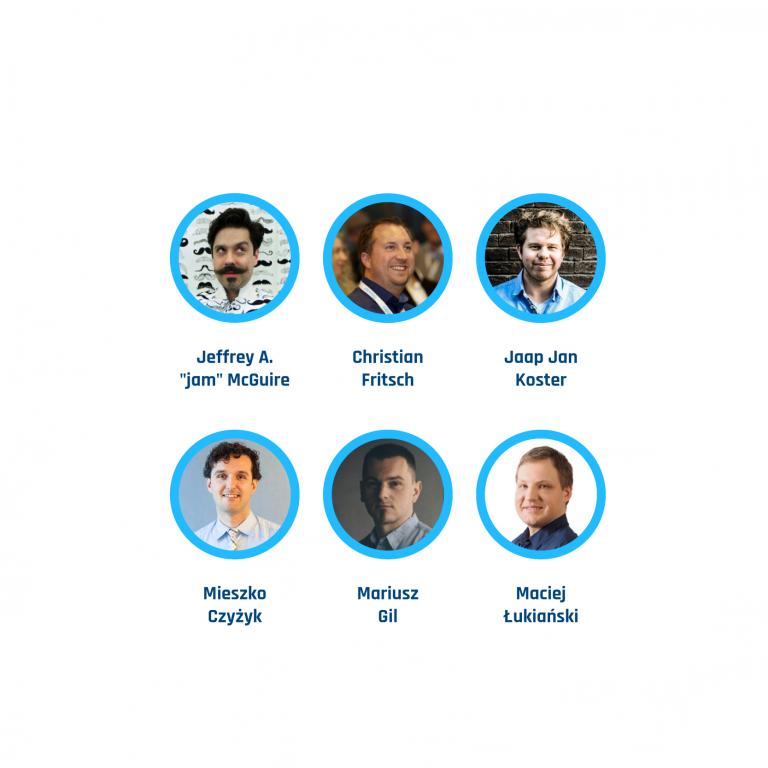 Jeffrey A.
"jam" McGuire
Christian
Fritsch
Jaap Jan
Koster
Mieszko
Czyżyk
Mariusz
Gil
Maciej
Łukiański